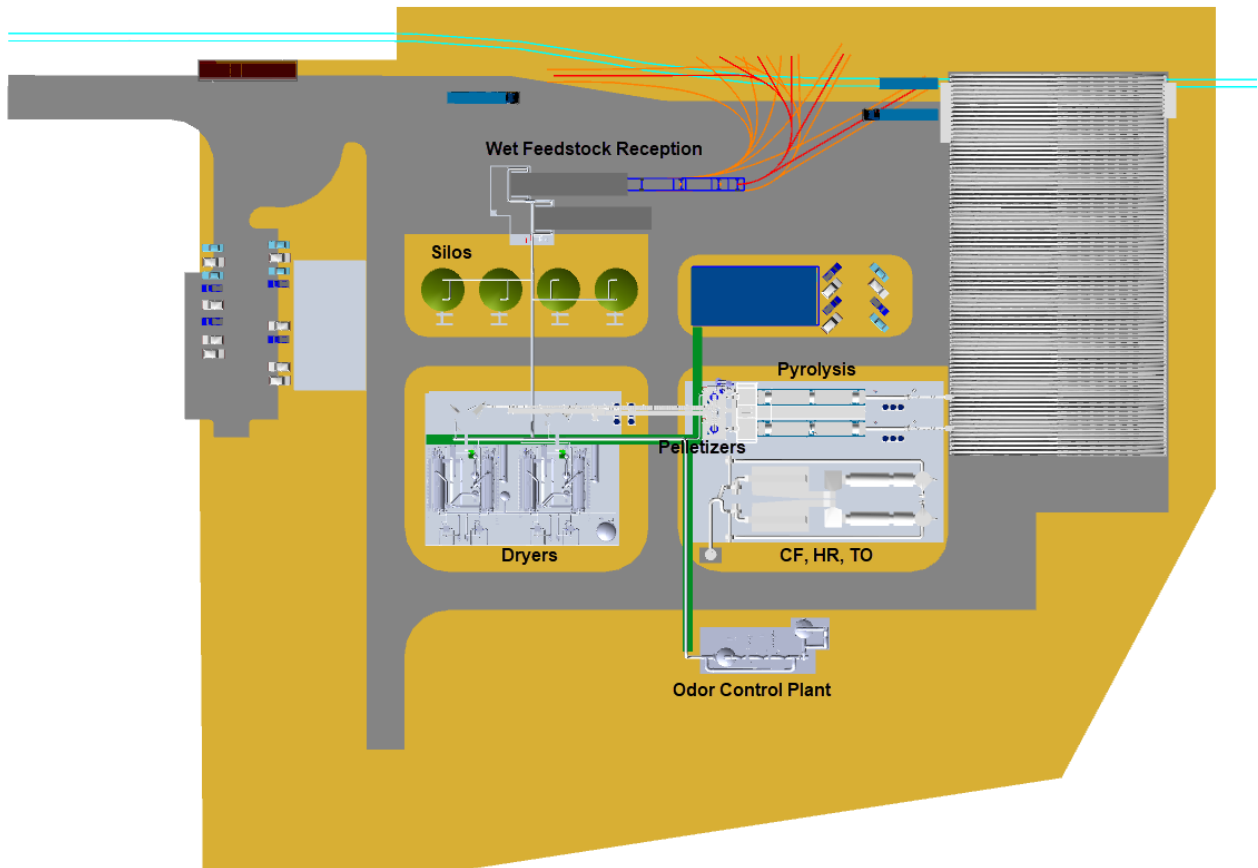 Wet Feedstock Reception
Silos
Pyrolysis
Pelletizers
Dryers
CF, HR, TO
Odor Control Plant